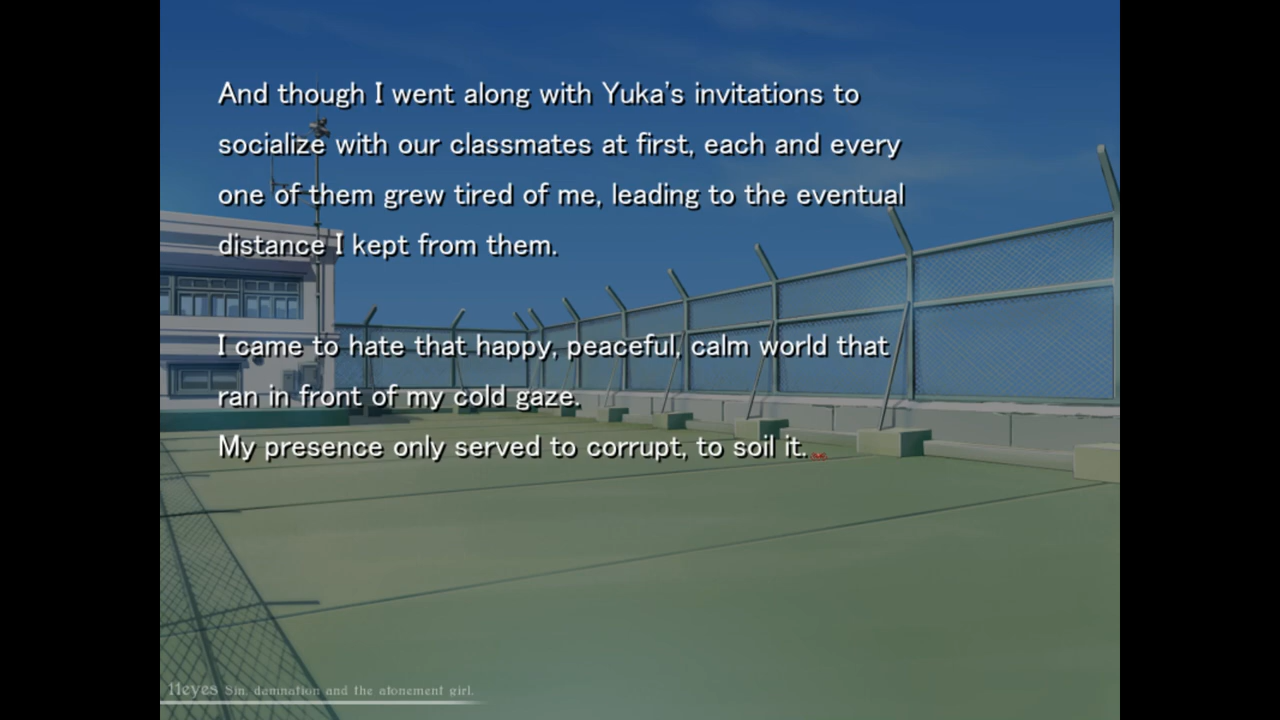 And though I went along with Yuka's invitations to
socialize with our classmates at first, each and every
one of them grew tired of me, leading to the eventual
distance I kept from them.
I came to hate that happy, peaceful, calm world that
ran in front of my cold gaze.
My presence only served to corrupt, to soil it.
11eyes Sin, damnation and the atonement girl.